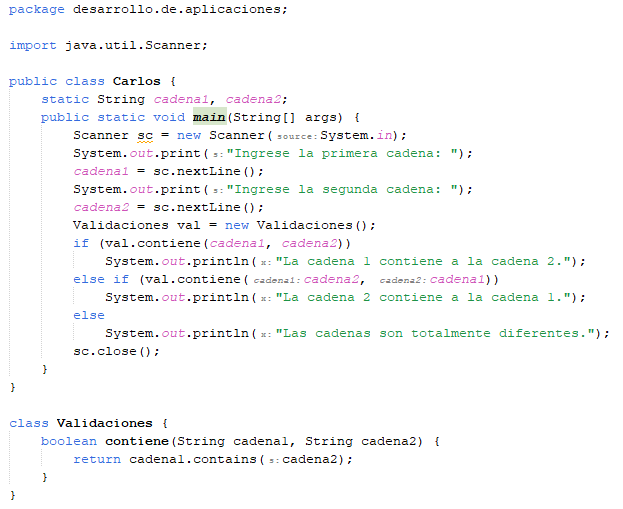 package desarrollo.de.aplicaciones;
import java.util.Scanner;
public class Carlos {
static String cadena1, cadena2;
public static void main(String[] args) {
Scanner sc = new Scanner(source:System.in);
System.out.print(s:"Ingrese la primera cadena: ");
cadena1 = sc.nextLine();
System.out.print(s:"Ingrese la segunda cadena: ");
cadena2 = sc.nextLine();
Validaciones val = new Validaciones();
if (val.contiene(cadena1, cadena2))
System.out.println(x:"La cadena 1 contiene a la cadena 2.");
else if (val.contiene(cadena1:cadena2, cadena2:cadena1))
System.out.println(x:"La cadena 2 contiene a la cadena 1.");
else
System.out.println(x:"Las cadenas son totalmente diferentes.");
sc.close();
}
}
class Validaciones {
boolean contiene(String cadena1, String cadena2) {
return cadena1.contains(s:cadena2);
}
}